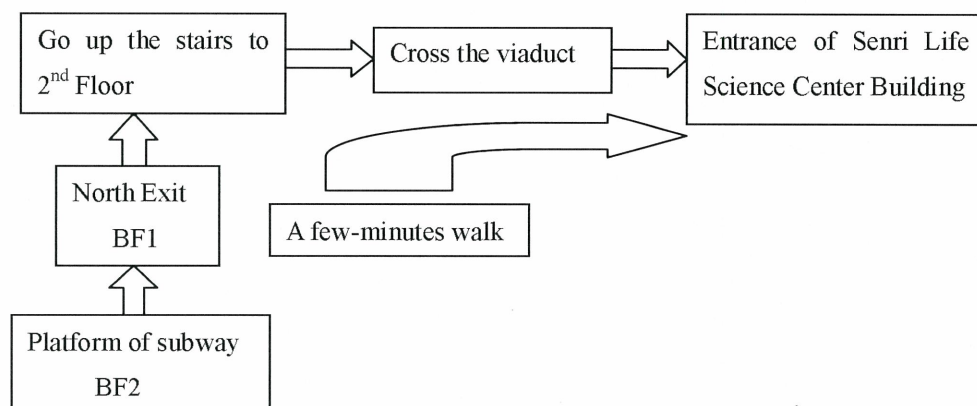 Go up the stairs to
2nd Floor
Cross the viaduct
Entrance of Senri Life
Science Center Building
North Exit
BF1
A few-minutes walk
Platform of subway
BF2